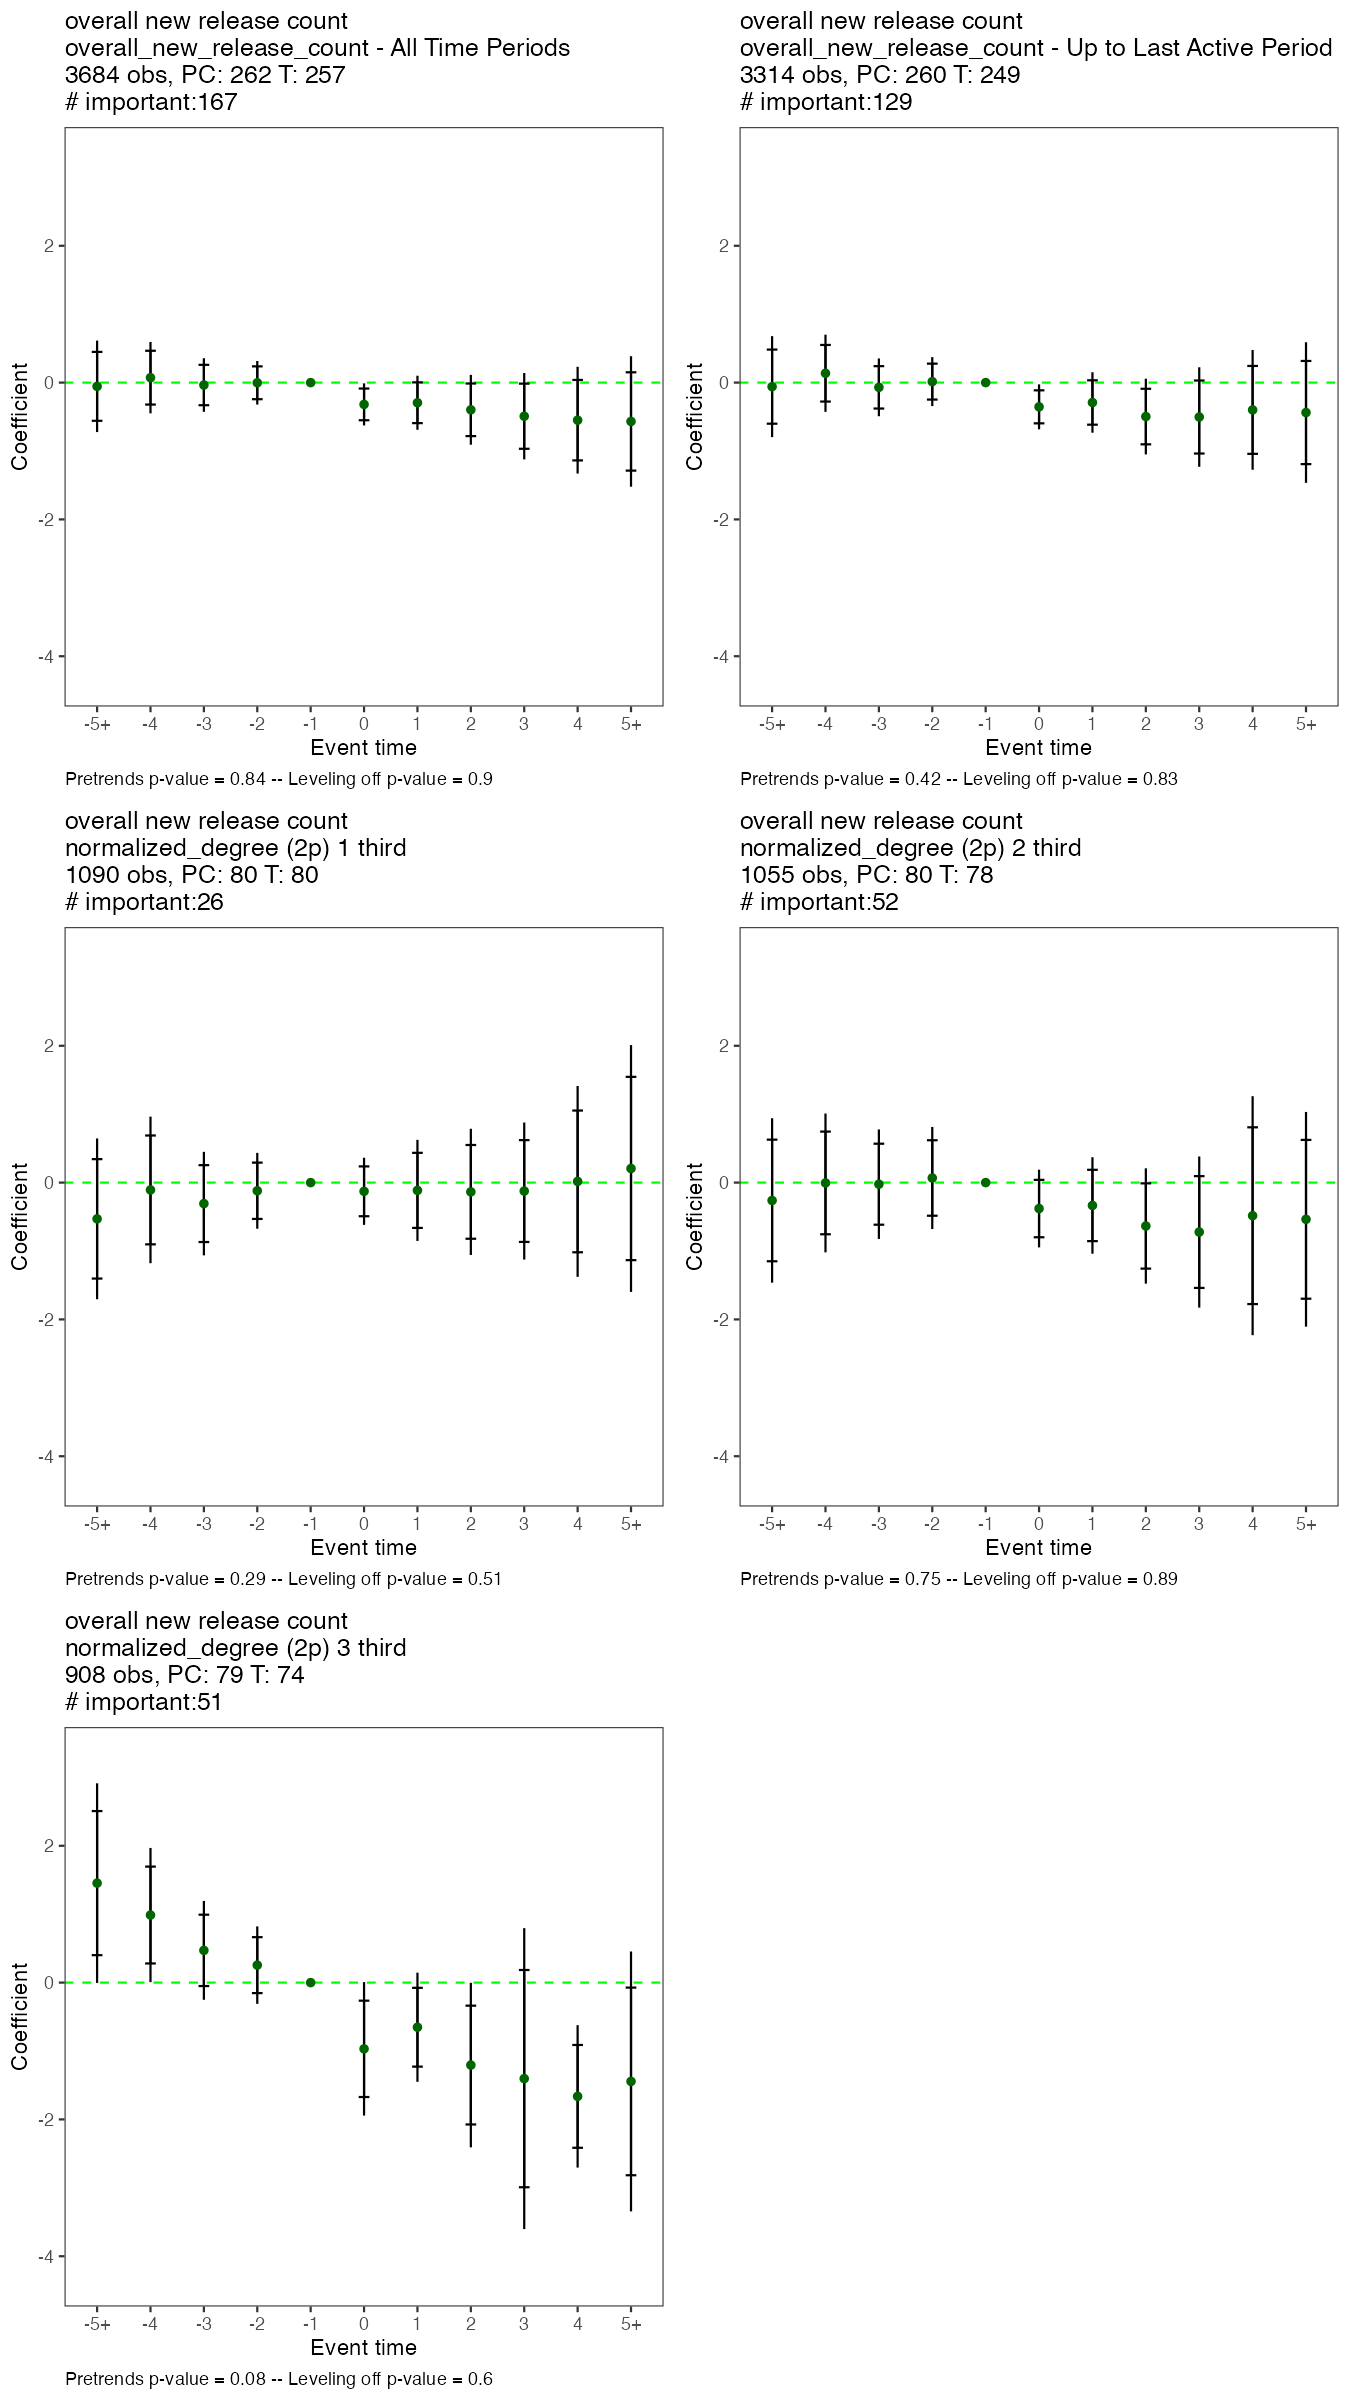 overall new release count
overall_new_release_count - All Time Periods
3684 obs, PC: 262 T: 257
# important:167
Coefficient
2
0
-2
-4
-5+ -4 -3 -2 -1 0 1 2 3 4 5+
Event time
Pretrends p-value = 0.84 -- Leveling off p-value = 0.9
overall new release count
overall_new_release_count - Up to Last Active Period
3314 obs, PC: 260 T: 249
# important:129
Coefficient
2
0
-2
-4
-5+ -4 -3 -2 -1 0 1 2 3 4 5+
Event time
Pretrends p-value = 0.42 -- Leveling off p-value = 0.83
overall new release count
normalized_degree (2p) 1 third
1090 obs, PC: 80 T: 80
# important:26
Coefficient
2
0
-2
-4
-5+ -4 -3 -2 -1 0 1 2 3 4 5+
Event time
Pretrends p-value = 0.29 -- Leveling off p-value = 0.51
overall new release count
normalized_degree (2p) 2 third
1055 obs, PC: 80 T: 78
# important:52
Coefficient
2
0
-2
-4
-5+ -4 -3 -2 -1 0 1 2 3 4 5+
Event time
Pretrends p-value = 0.75 -- Leveling off p-value = 0.89
overall new release count
normalized_degree (2p) 3 third
908 obs, PC: 79 T: 74
# important:51
Coefficient
2
0
-2
-4
-5+ -4 -3 -2 -1 0 1 2 3 4 5+
Event time
Pretrends p-value = 0.08 -- Leveling off p-value = 0.6